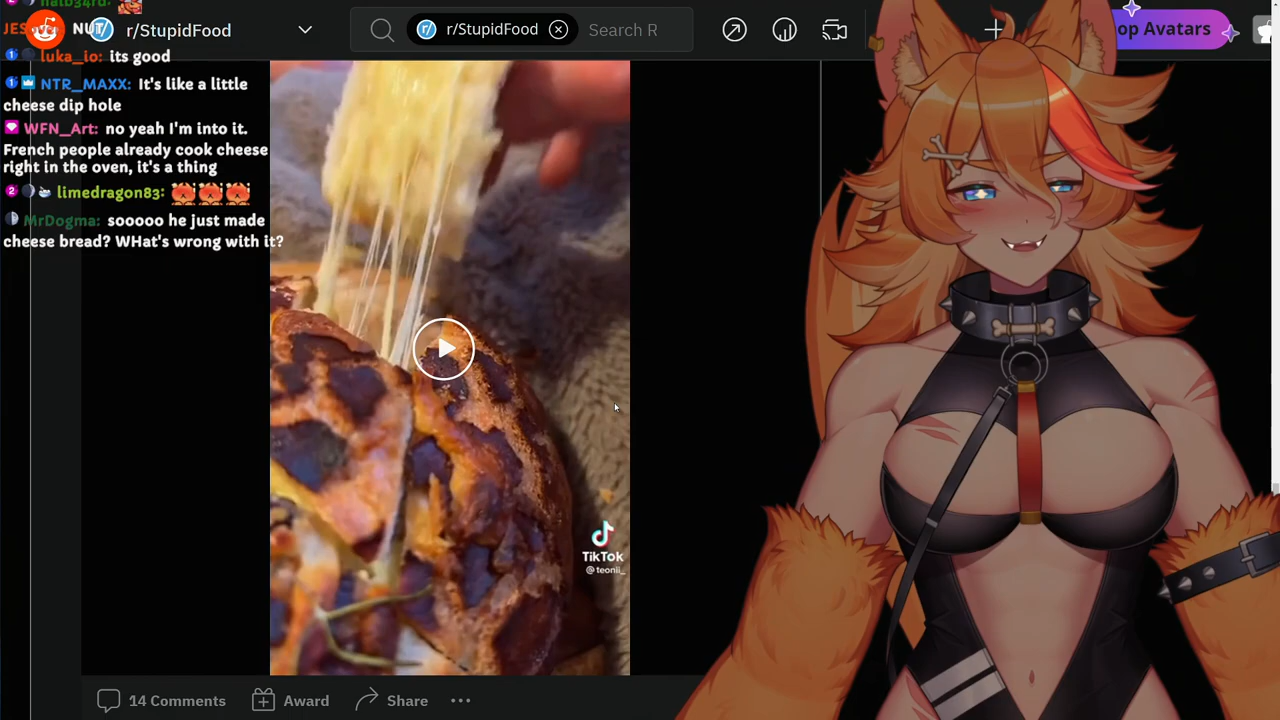 r/StupidFood
r/StupidFood Search R
op Avatars
NUT
luka_io: its good
NTR_MAXX: It's like a little
cheese dip hole
WFN_Art: no yeah I'm into it.
French people already cook cheese
right in the oven, it's a thing
limedragon83:
MrDogma: sooooo he just made
cheese bread? WHat's wrong with it?
TikTok
@teonii_
14 Comments Award Share